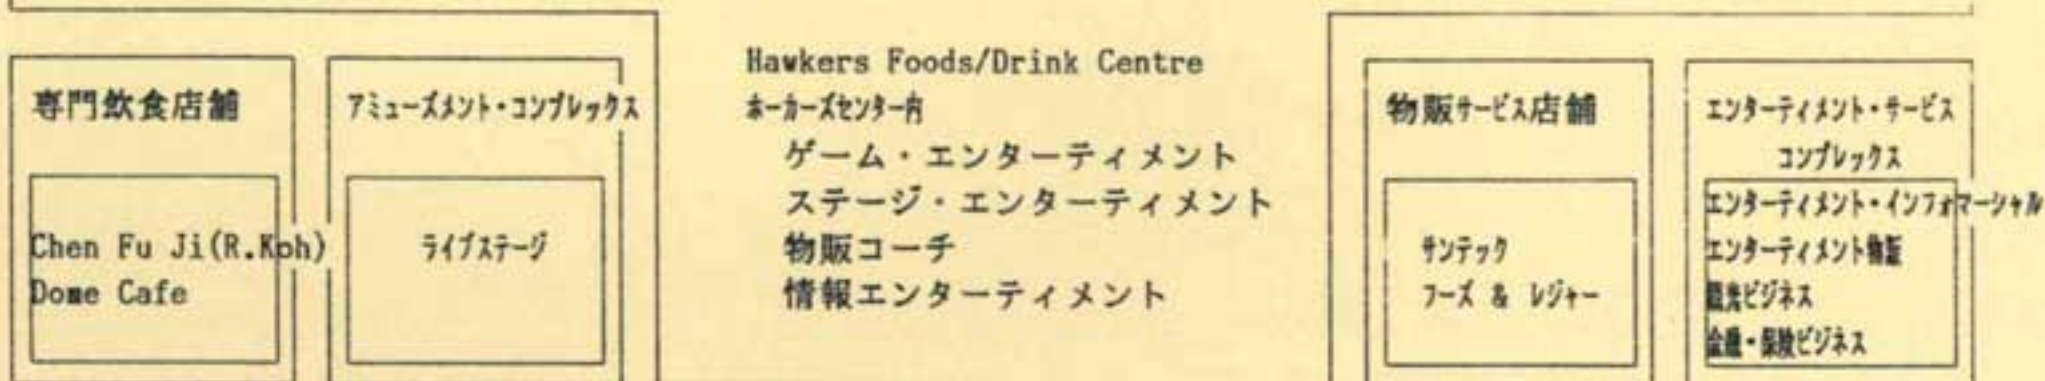 専門飲食店舗
Chen Fu Ji(R.Koh)
Dome Cafe
アミューズメント・コンプレックス
ライブステージ
Hawkers Foods/Drink Centre
ホーカーズセンター内
ゲーム・エンターティメント
ステージ・エンターティメント
物販コーチ
情報エンターティメント
物販サービス店舗
サンテック
フーズ & レジャー
エンターティメント・サービス
コンプレックス
エンターティメント・インフォマーシャル
エンターティメント物販
観光ビジネス
金融・保険ビジネス